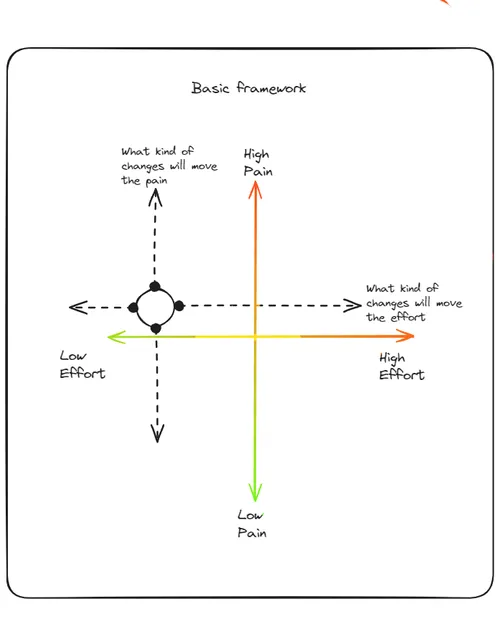 Basic framework
What kind of
changes will move
the pain
High
Pain
What kind of
changes will move
the effort
Low
Effort
High
Effort
Low
Pain